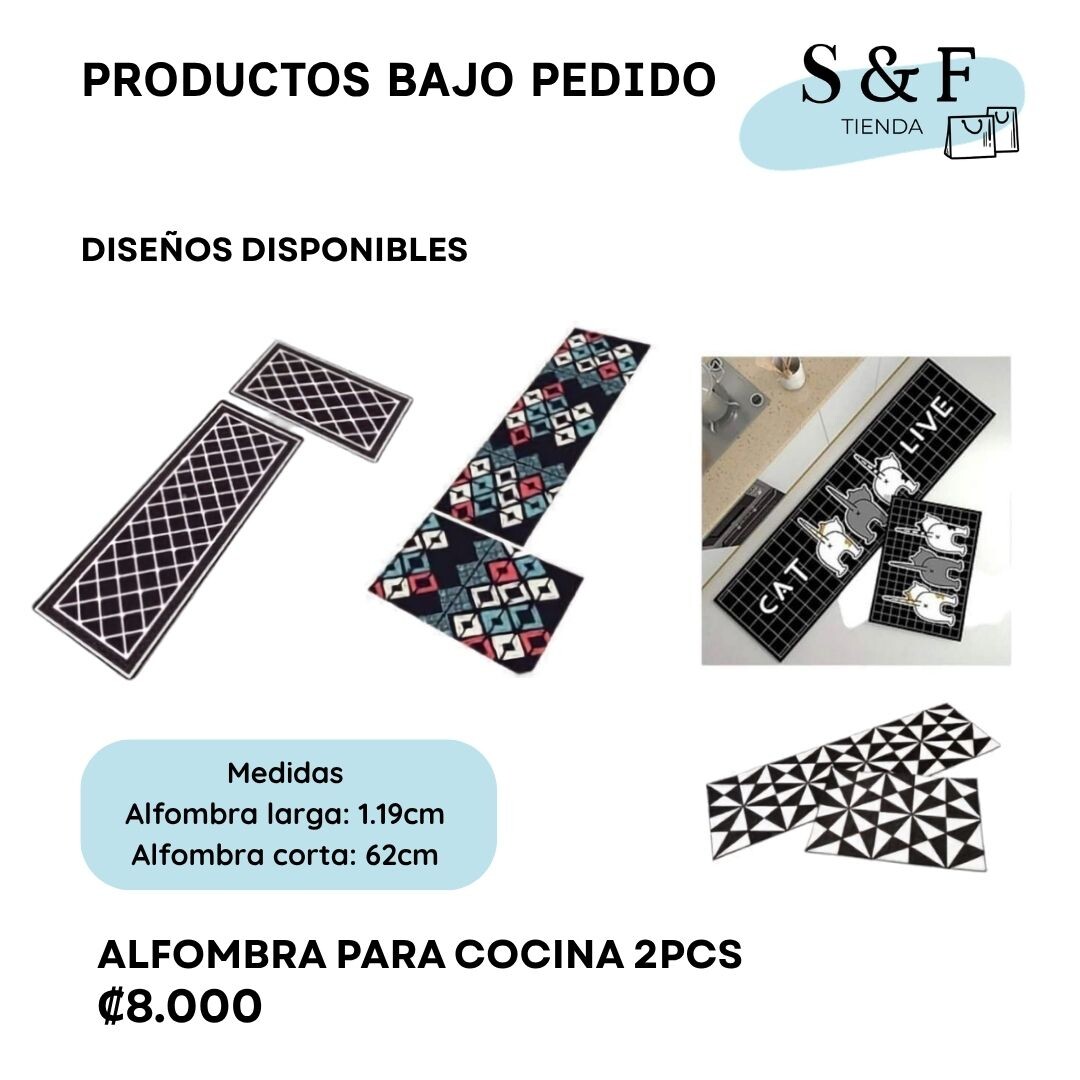 PRODUCTOS BAJO PEDIDO
S & F
TIENDA
DISEÑOS DISPONIBLES
CAT LIVE
Medidas
Alfombra larga: 1.19cm
Alfombra corta: 62cm
ALFOMBRA PARA COCINA 2PCS
₡8.000